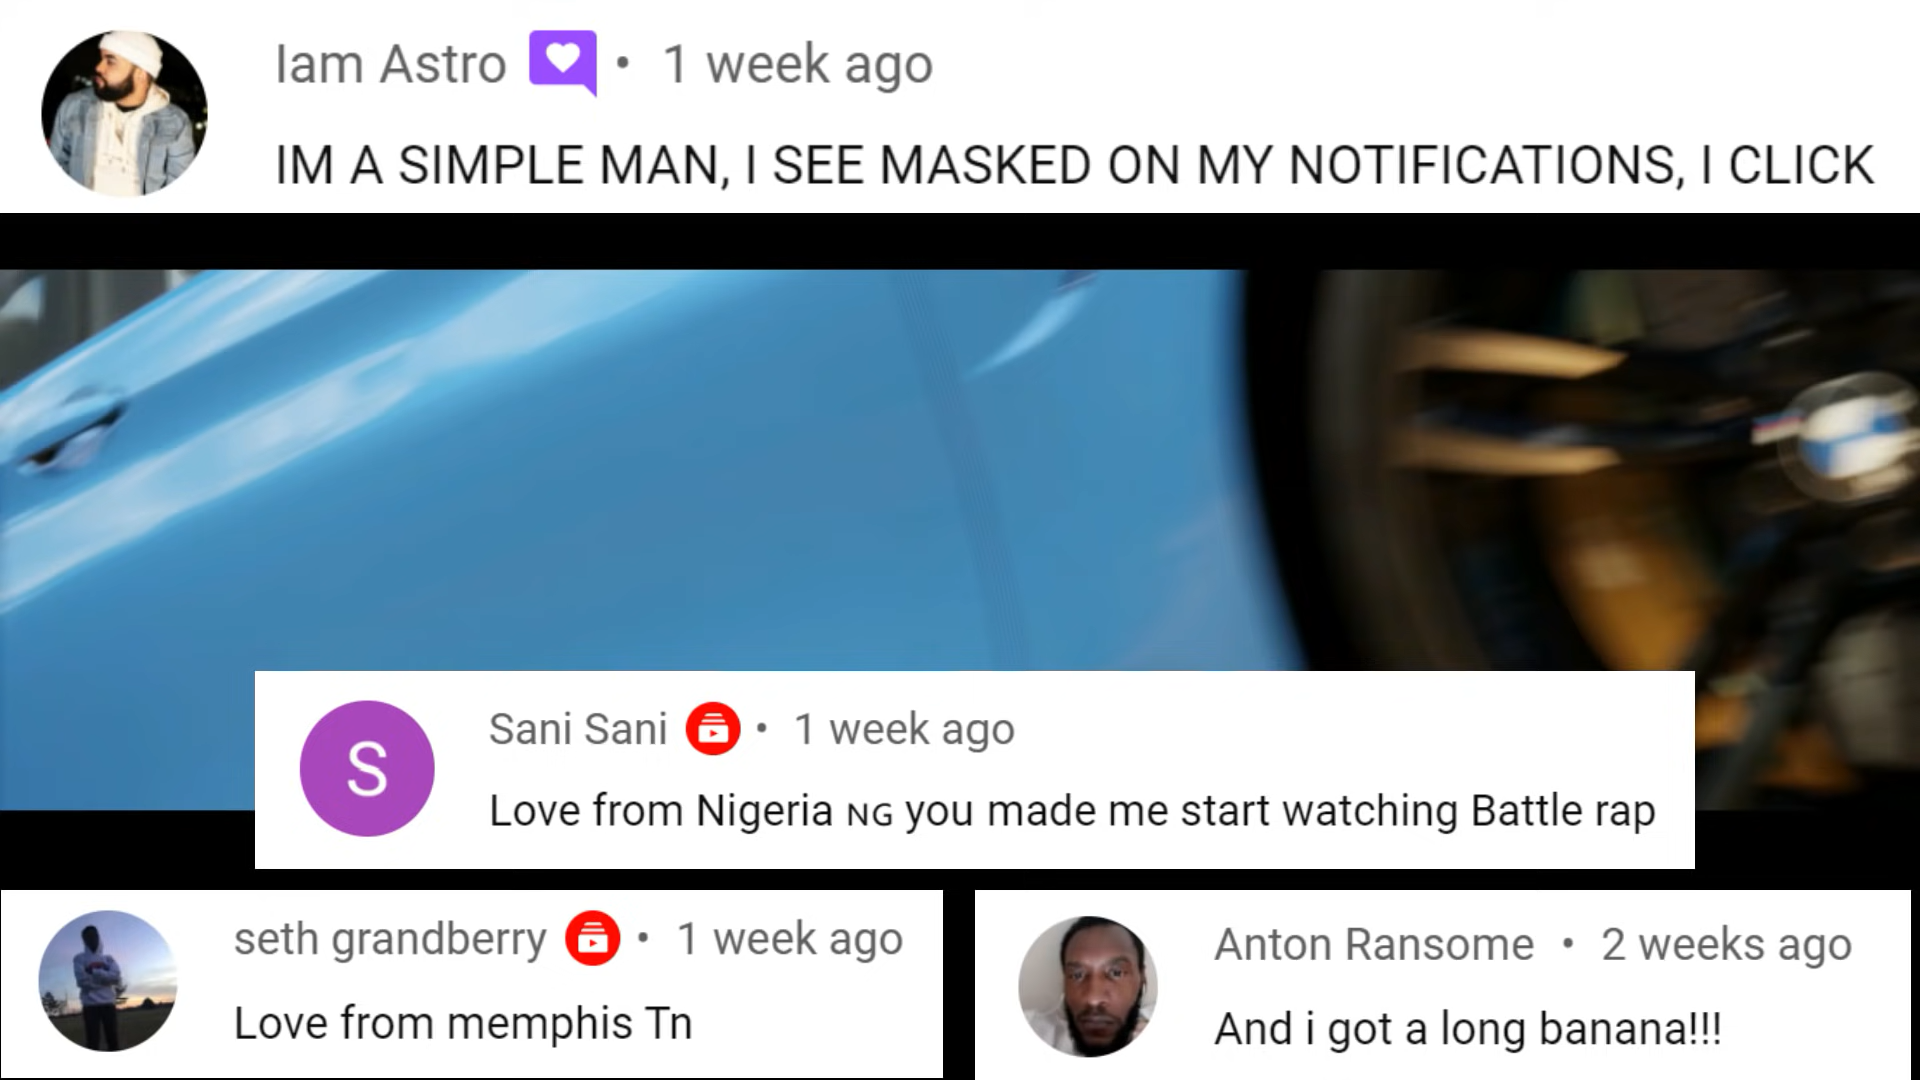 Iam Astro • 1 week ago
IM A SIMPLE MAN, I SEE MASKED ON MY NOTIFICATIONS, I CLICK
S
Sani Sani • 1 week ago
Love from Nigeria NG you made me start watching Battle rap
seth grandberry • 1 week ago
Love from memphis Tn
Anton Ransome • 2 weeks ago
And i got a long banana!!!